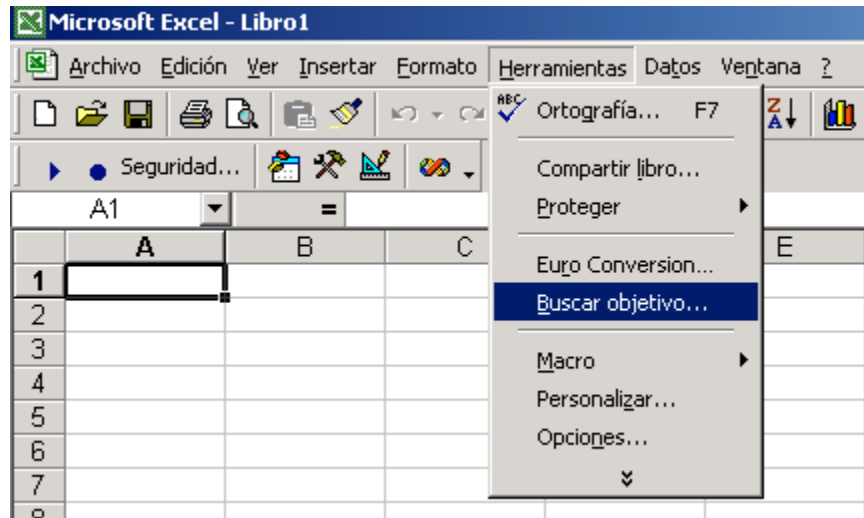 Microsoft Excel - Libro1
Archivo Edición Ver Insertar Formato Herramientas Datos Ventana ?
ABC Ortografía... F7
Z A
Seguridad...
Compartir libro...
A1 =
Proteger
A B C E
Euro Conversion...
1
Buscar objetivo...
2
3
Macro
4
Personalizar...
5
Opciones...
6
7